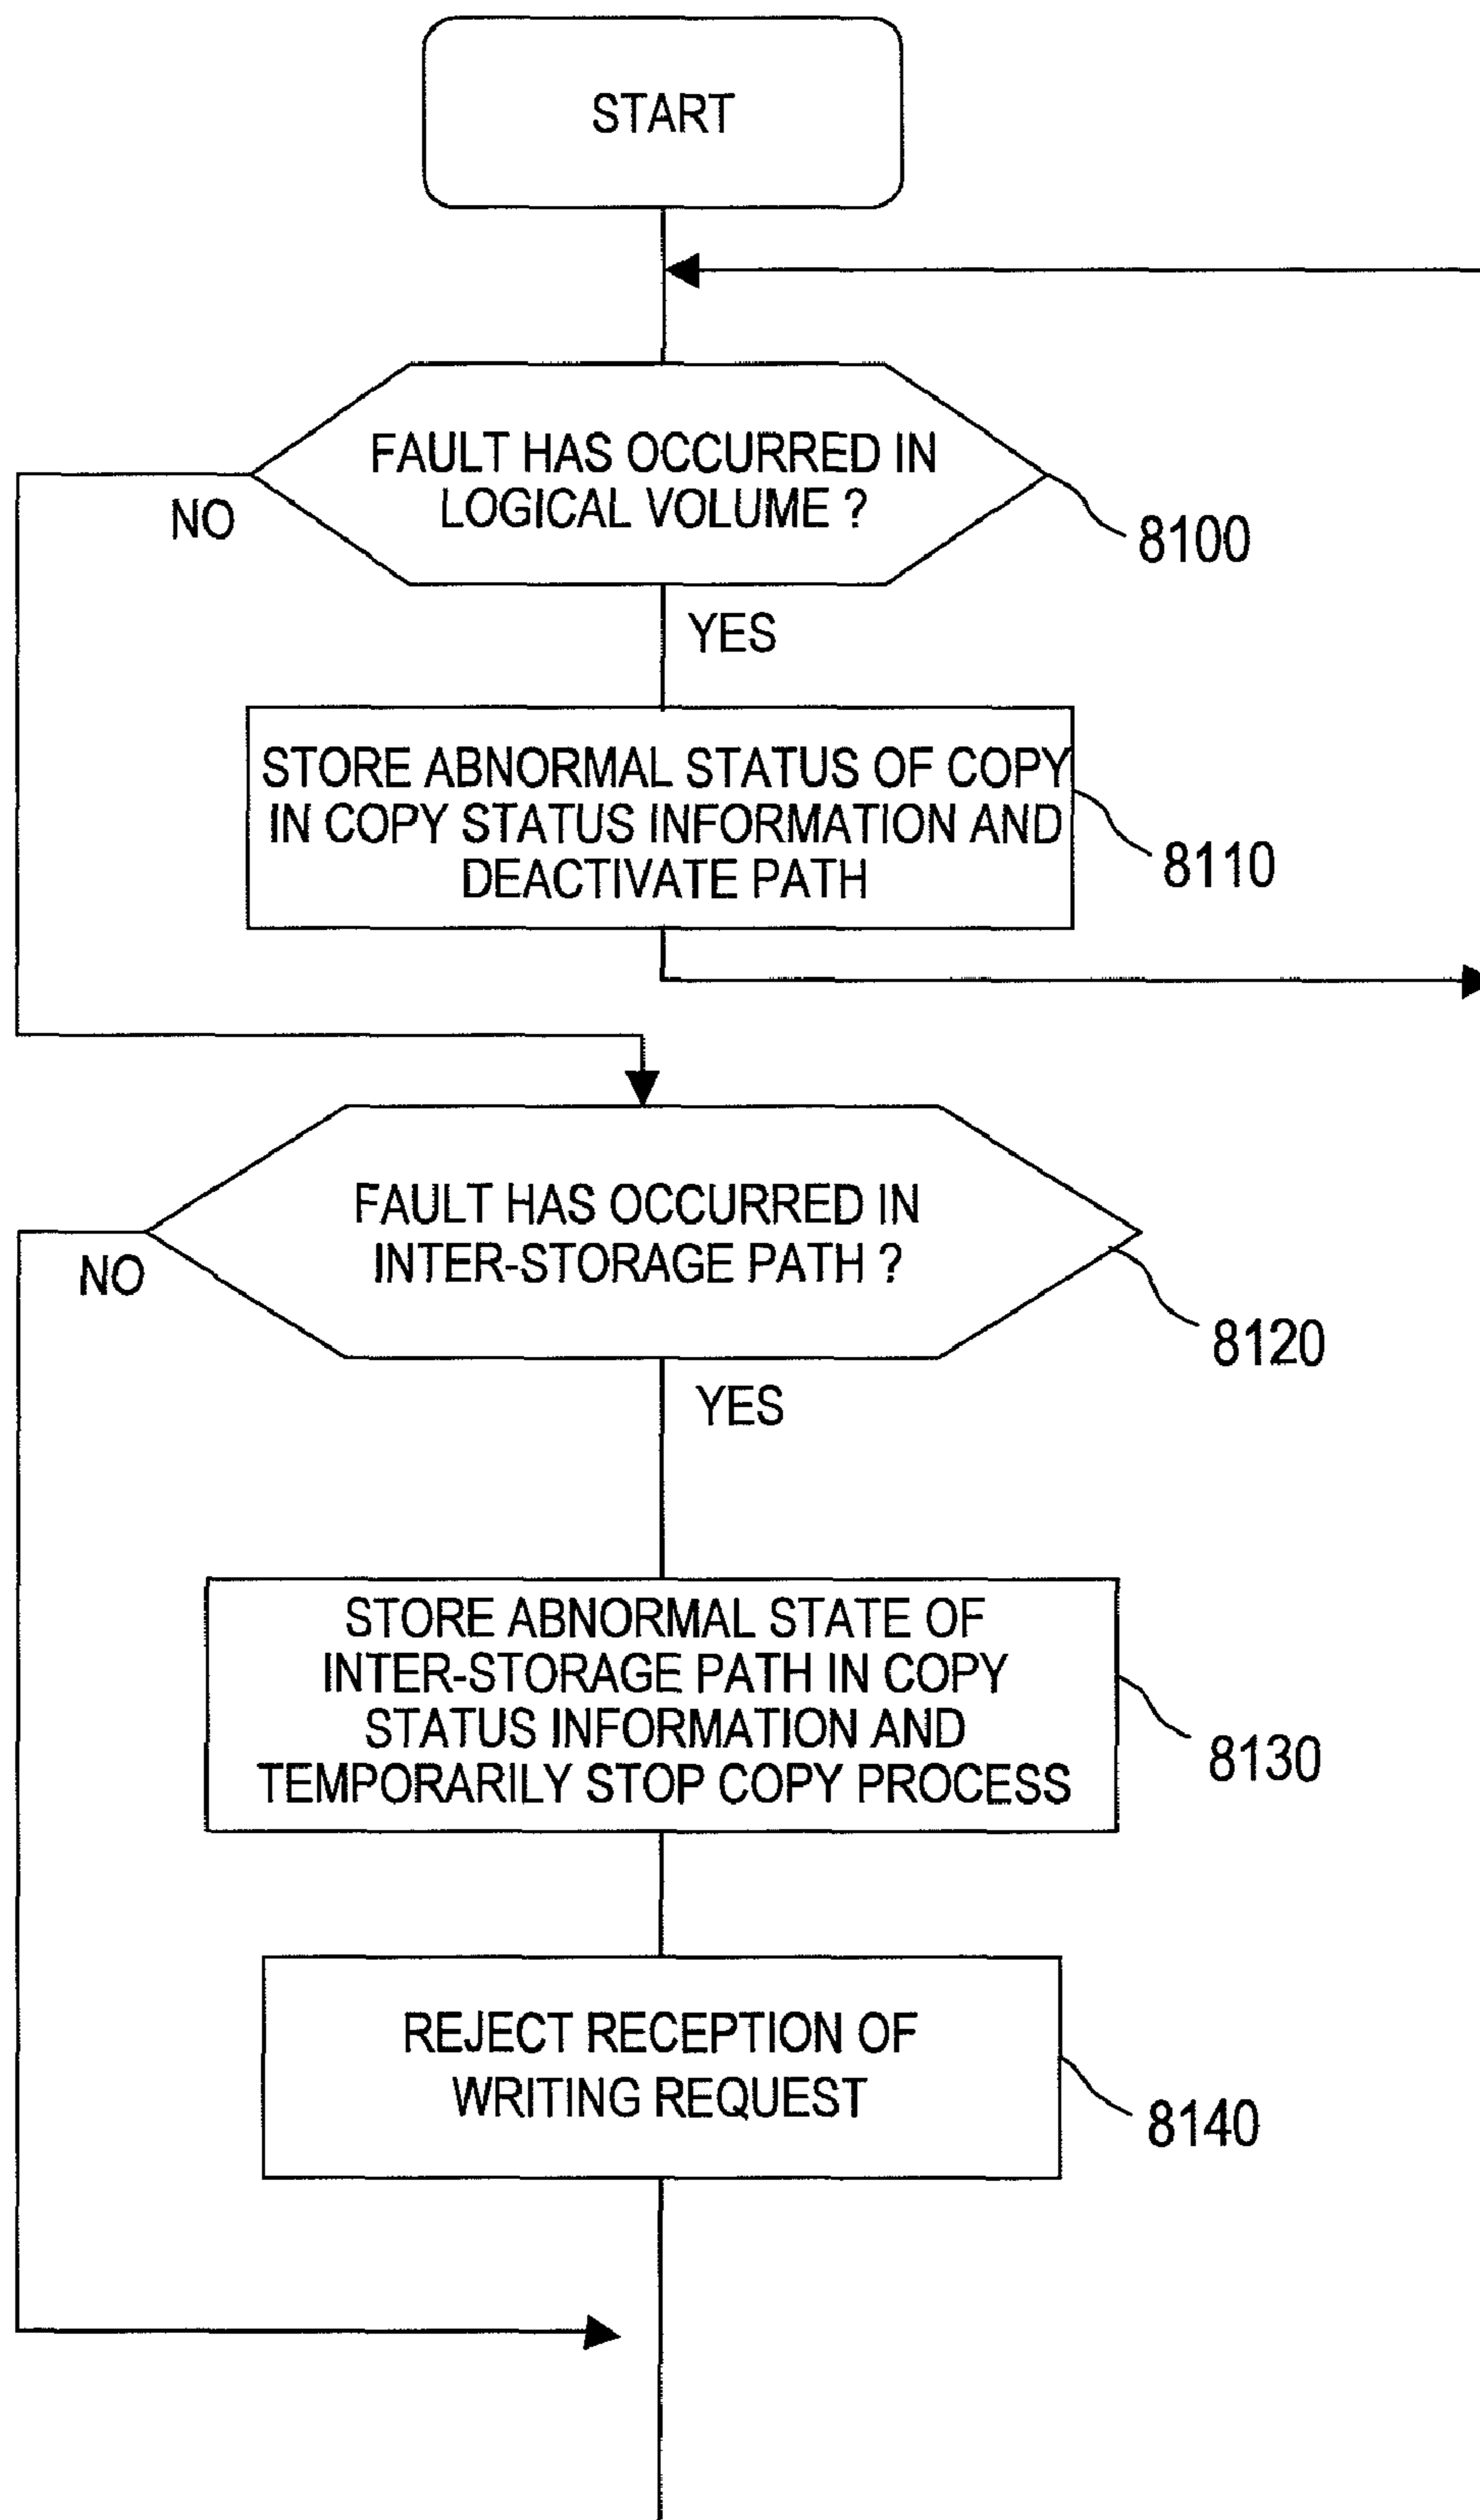 START
FAULT HAS OCCURRED IN
LOGICAL VOLUME ?
NO
8100
YES
STORE ABNORMAL STATUS OF COPY
IN COPY STATUS INFORMATION AND
DEACTIVATE PATH
8110
FAULT HAS OCCURRED IN
INTER-STORAGE PATH ?
NO
8120
YES
STORE ABNORMAL STATE OF
INTER-STORAGE PATH IN COPY
STATUS INFORMATION AND
TEMPORARILY STOP COPY PROCESS
8130
REJECT RECEPTION OF
WRITING REQUEST
8140